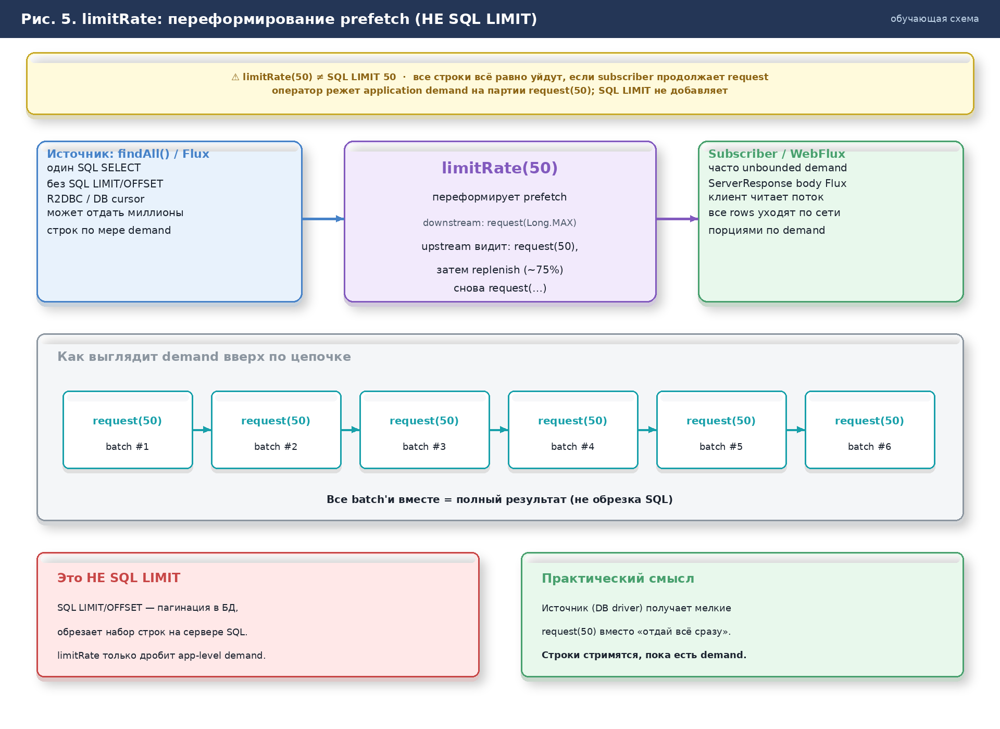 Рис. 5. limitRate: переформирование prefetch (НЕ SQL LIMIT)
обучающая схема
⚠ limitRate(50) ≠ SQL LIMIT 50 · все строки всё равно уйдут, если subscriber продолжает request
оператор режет application demand на партии request(50); SQL LIMIT не добавляет
Источник: findAll() / Flux
один SQL SELECT
без SQL LIMIT/OFFSET
R2DBC / DB cursor
может отдать миллионы
строк по мере demand
limitRate(50)
переформирует prefetch
downstream: request(Long.MAX)
upstream видит: request(50),
затем replenish (~75%)
снова request(...)
Subscriber / WebFlux
часто unbounded demand
ServerResponse body Flux
клиент читает поток
все rows уходят по сети
порциями по demand
Как выглядит demand вверх по цепочке
request(50)
batch #1
request(50)
batch #2
request(50)
batch #3
request(50)
batch #4
request(50)
batch #5
request(50)
batch #6
Все batch'и вместе = полный результат (не обрезка SQL)
Это НЕ SQL LIMIT
SQL LIMIT/OFFSET — пагинация в БД,
обрезает набор строк на сервере SQL.
limitRate только дробит app-level demand.
Практический смысл
Источник (DB driver) получает мелкие
request(50) вместо «отдай всё сразу».
Строки стримятся, пока есть demand.